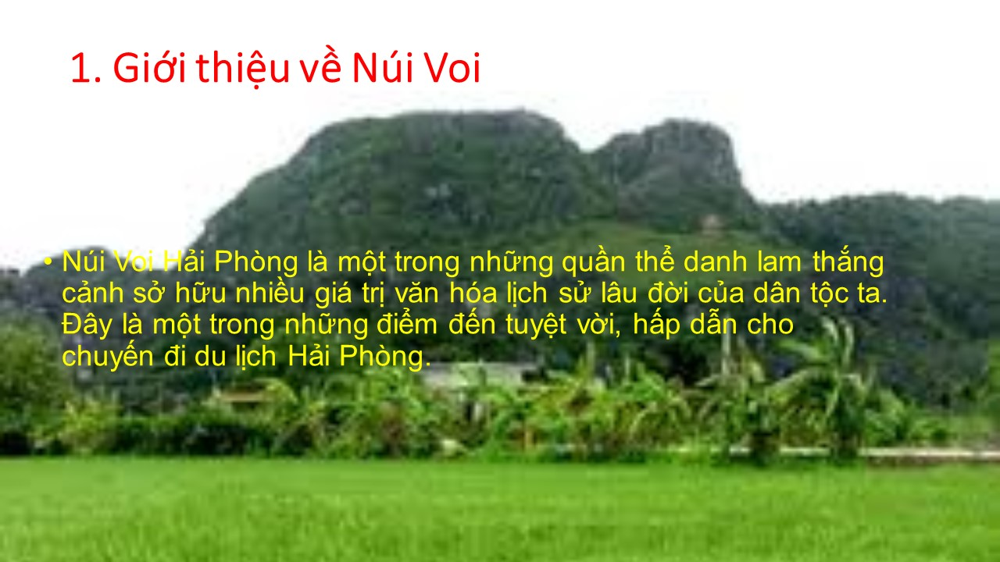 1. Giới thiệu về Núi Voi
• Núi Voi Hải Phòng là một trong những quần thể danh lam thắng
cảnh sở hữu nhiều giá trị văn hóa lịch sử lâu đời của dân tộc ta.
Đây là một trong những điểm đến tuyệt vời, hấp dẫn cho
chuyến đi du lịch Hải Phòng.